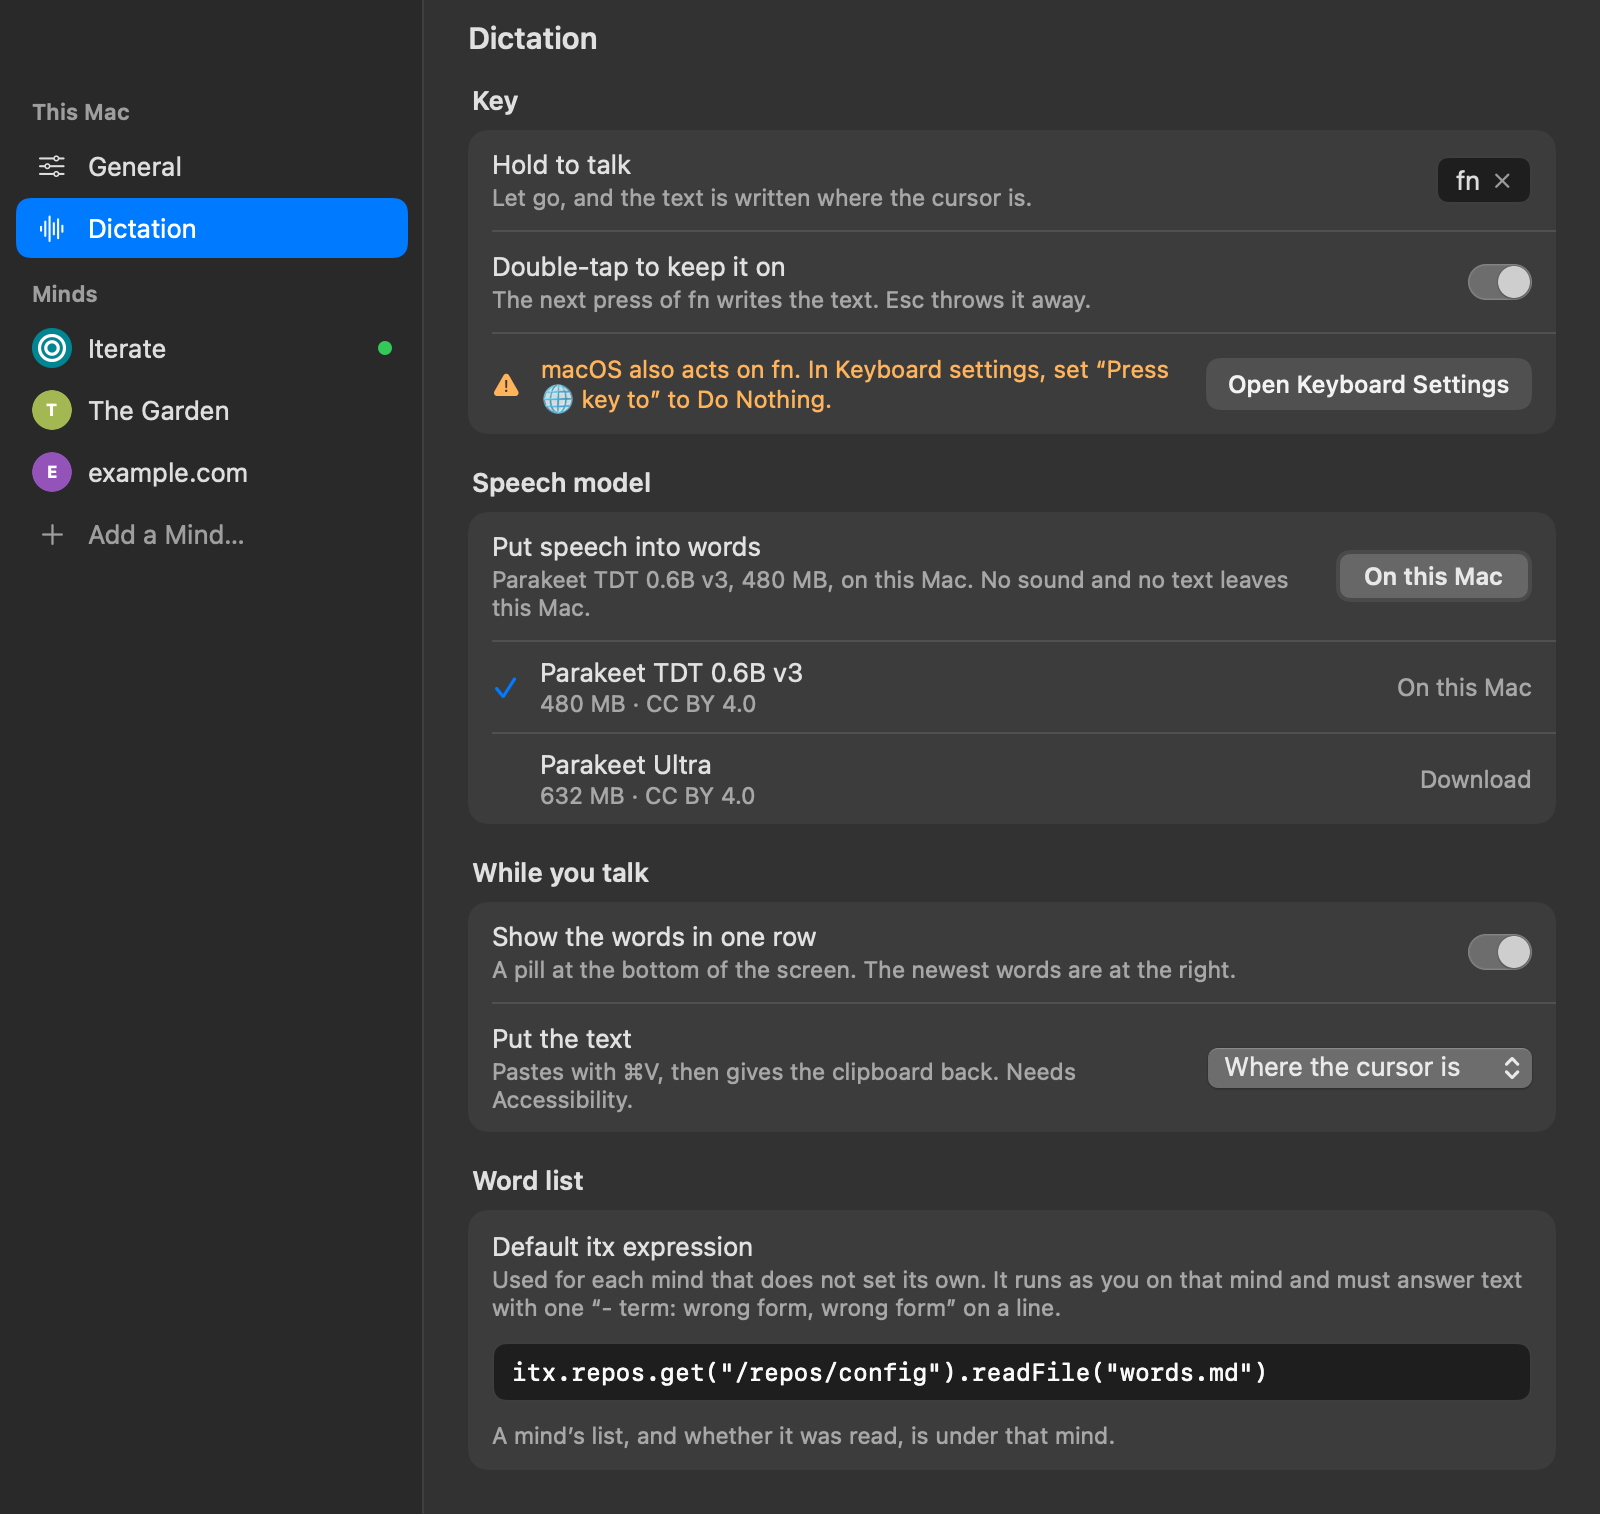 This Mac
General
Dictation
Minds
Iterate
T
The Garden
E
example.com
Add a Mind...
Dictation
Key
Hold to talk
Let go, and the text is written where the cursor is.
fn
Double-tap to keep it on
The next press of fn writes the text. Esc throws it away.
macOS also acts on fn. In Keyboard settings, set “Press
🌐 key to” to Do Nothing.
Open Keyboard Settings
Speech model
Put speech into words
Parakeet TDT 0.6B v3, 480 MB, on this Mac. No sound and no text leaves
this Mac.
On this Mac
Parakeet TDT 0.6B v3
480 MB · CC BY 4.0
On this Mac
Parakeet Ultra
632 MB · CC BY 4.0
Download
While you talk
Show the words in one row
A pill at the bottom of the screen. The newest words are at the right.
Put the text
Pastes with ⌘V, then gives the clipboard back. Needs
Accessibility.
Where the cursor is
Word list
Default itx expression
Used for each mind that does not set its own. It runs as you on that mind and must answer text
with one “- term: wrong form, wrong form” on a line.
itx.repos.get("/repos/config").readFile("words.md")
A mind’s list, and whether it was read, is under that mind.